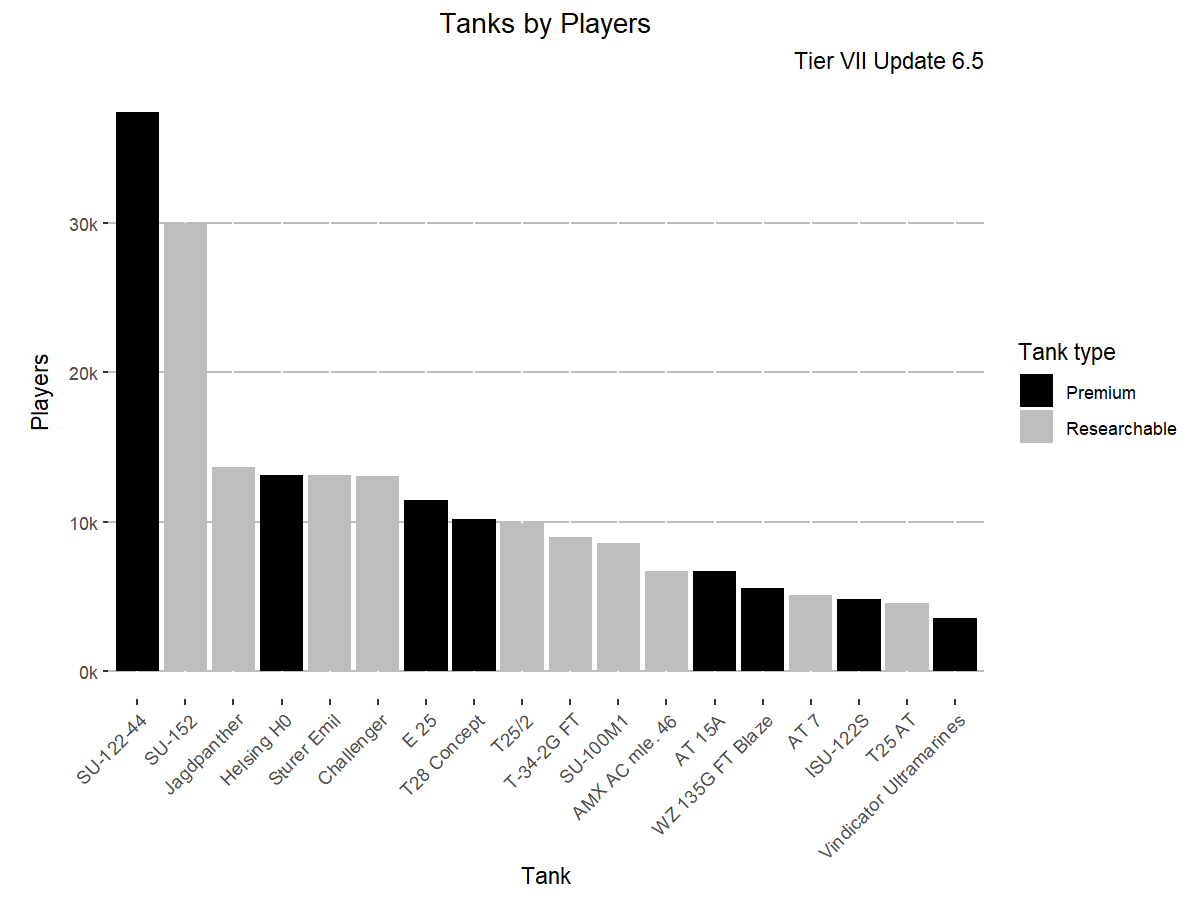 Tanks by Players
Tier VII Update 6.5
Players
30k
20k
10k
0k
SU-122-44
SU-152
Jagdpanther
Helsing H0
Sturer Emil
Challenger
E 25
T28 Concept
T25/2
T-34-2G FT
SU-100M1
AMX AC mle. 46
AT 15A
WZ 135G FT Blaze
AT 7
ISU-122S
T25 AT
Vindicator Ultramarines
Tank
Tank type
Premium
Researchable